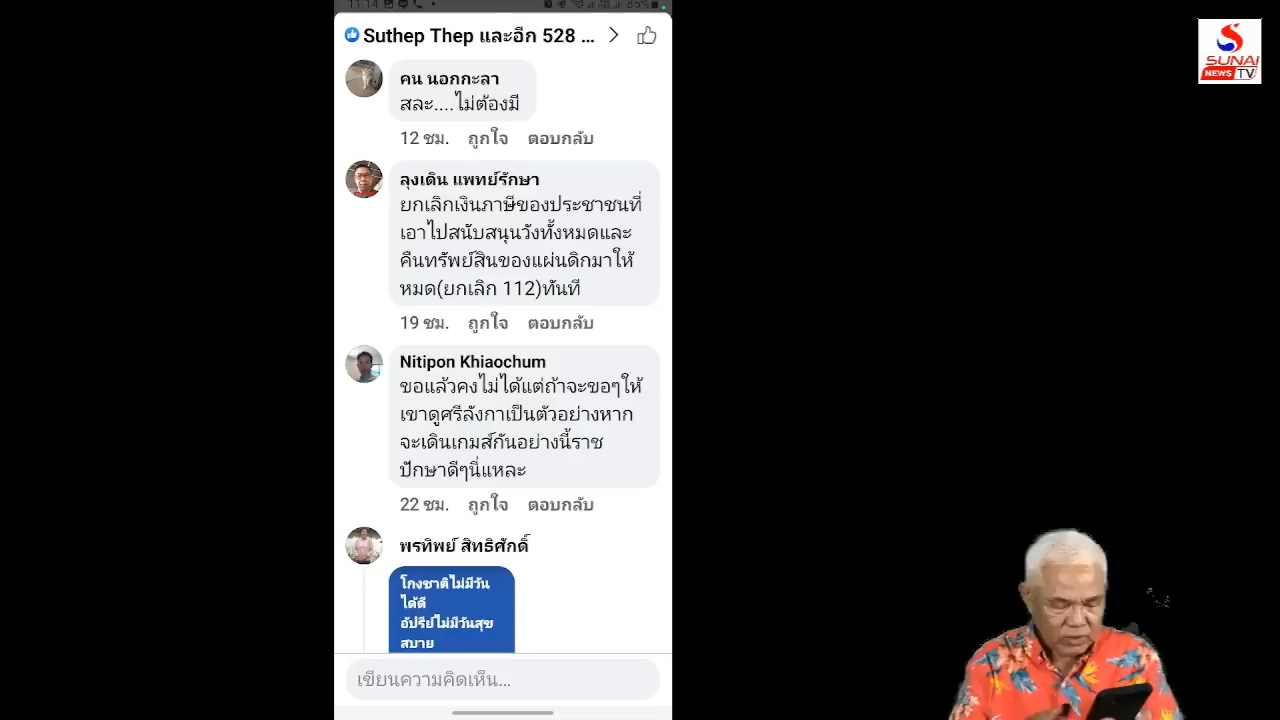 11:14
85%
Suthep Thep และอีก 528 ...
SUNAI
NEWS TV
คน นอกกะลา
สละ....ไม่ต้องมี
12 ชม. ถูกใจ ตอบกลับ
ลุงเดิน แพทย์รักษา
ยกเลิกเงินภาษีของประชาชนที่
เอาไปสนับสนุนวังทั้งหมดและ
คืนทรัพย์สินของแผ่นดิกมาให้
หมด(ยกเลิก 112)ทันที
19 ชม. ถูกใจ ตอบกลับ
Nitipon Khiaochum
ขอแล้วคงไม่ได้แต่ถ้าจะขอๆให้
เขาดูศรีลังกาเป็นตัวอย่างหาก
จะเดินเกมส์กันอย่างนี้ราช
ปักษาดีๆนี่แหละ
22 ชม. ถูกใจ ตอบกลับ
พรทิพย์ สิทธิศักดิ์
โกงชาติไม่มีวัน
ได้ดี
อัปรีย์ไม่มีวันสุข
สบาย
เขียนความคิดเห็น...